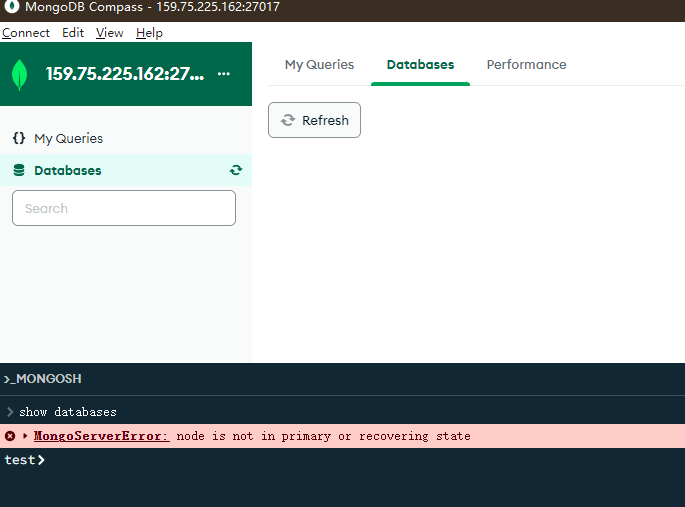 MongoDB Compass - 159.75.225.162:27017
Connect Edit View Help
159.75.225.162:27... ...
My Queries Databases Performance
Refresh
{} My Queries
Databases
Search
>_MONGOSH
> show databases
MongoServerError: node is not in primary or recovering state
test>